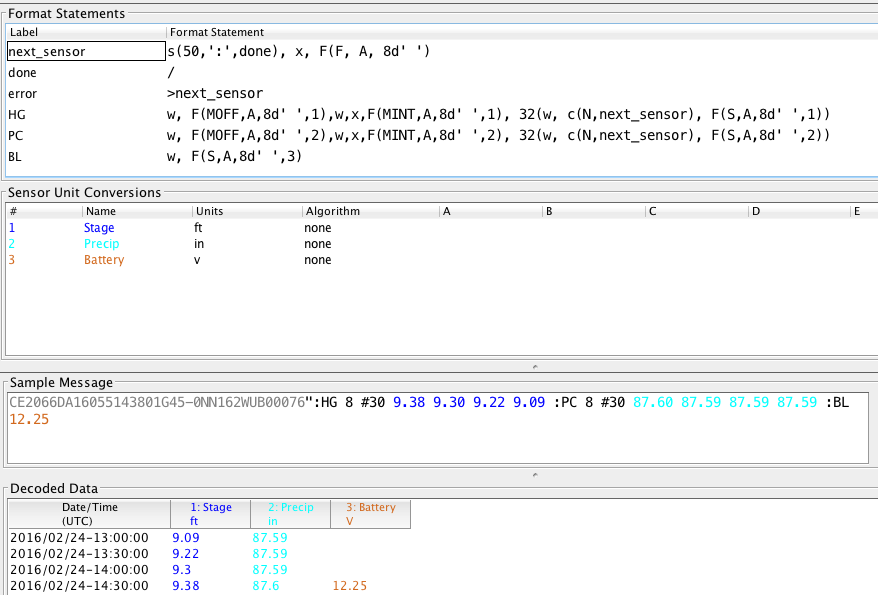 Format Statements
Label Format Statement
next_sensor s(50,':',done), x, F(F, A, 8d' ')
done /
error >next_sensor
HG w, F(MOFF,A,8d' ',1),w,x,F(MINT,A,8d' ',1), 32(w, c(N,next_sensor), F(S,A,8d' ',1))
PC w, F(MOFF,A,8d' ',2),w,x,F(MINT,A,8d' ',2), 32(w, c(N,next_sensor), F(S,A,8d' ',2))
BL w, F(S,A,8d' ',3)
Sensor Unit Conversions
# Name Units Algorithm A B C D E
1 Stage ft none
2 Precip in none
3 Battery v none
Sample Message
CE2066DA16055143801G45-0NN162WUB00076":HG 8 #30 9.38 9.30 9.22 9.09 :PC 8 #30 87.60 87.59 87.59 87.59 :BL
12.25
Decoded Data
Date/Time 1: Stage 2: Precip 3: Battery
(UTC) ft in V
2016/02/24-13:00:00 9.09 87.59
2016/02/24-13:30:00 9.22 87.59
2016/02/24-14:00:00 9.3 87.59
2016/02/24-14:30:00 9.38 87.6 12.25